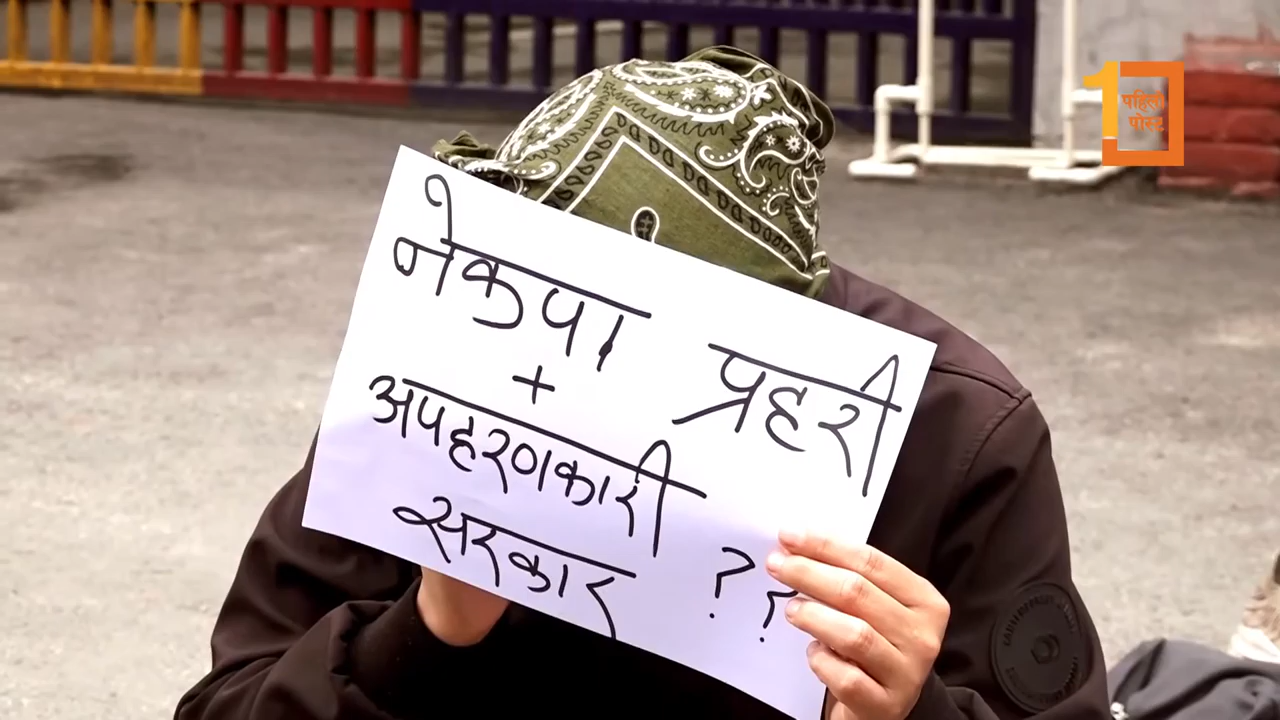 नेकपा प्रहरी
+
अपहरणकारी
सरकार ??
पहिलो
पोस्ट